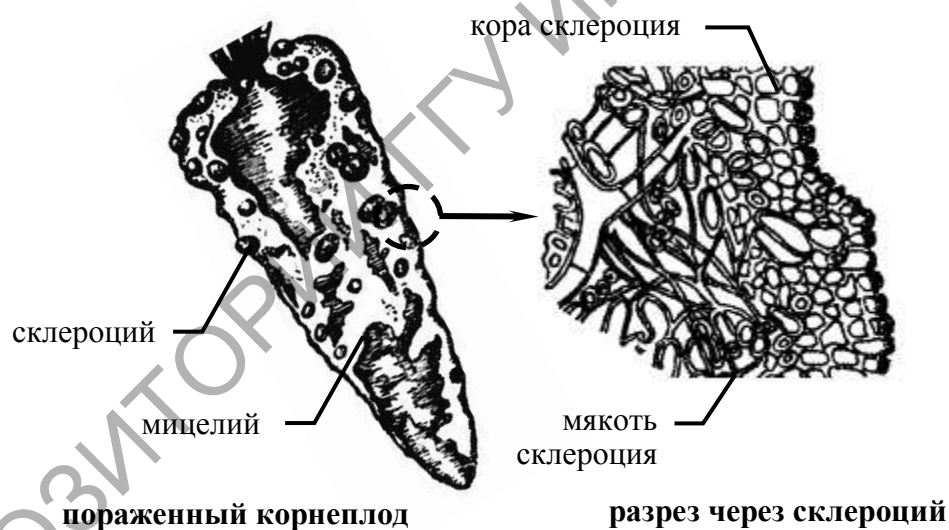 кора склероция
склероций
мицелий
мякоть
склероция
пораженный корнеплод
разрез через склероций